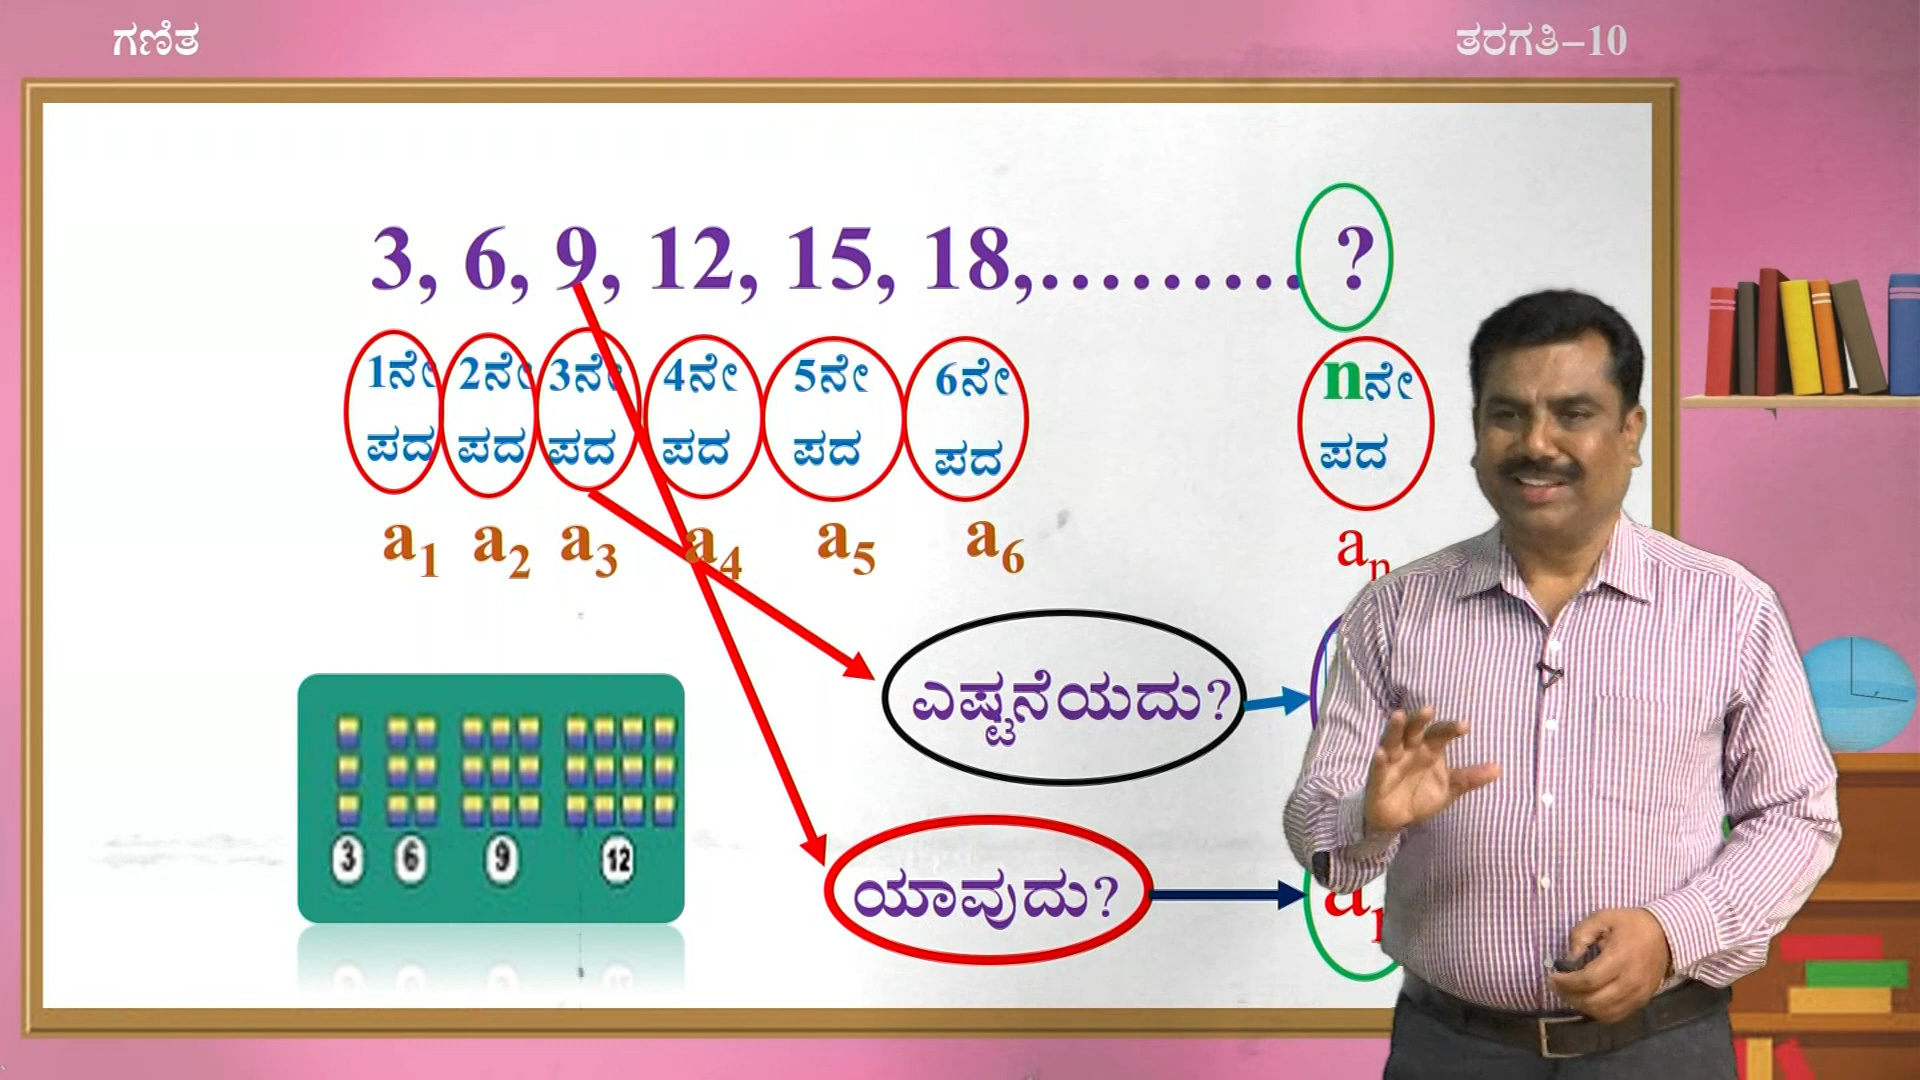 ಗಣಿತ
ತರಗತಿ–10
3, 6, 9, 12, 15, 18,......... ?
1ನೇ 2ನೇ 3ನೇ 4ನೇ 5ನೇ 6ನೇ nನೇ
ಪದ ಪದ ಪದ ಪದ ಪದ ಪದ ಪದ
a1 a2 a3 a4 a5 a6 an
ಎಷ್ಟನೆಯದು?
3 6 9 12
ಯಾವುದು?